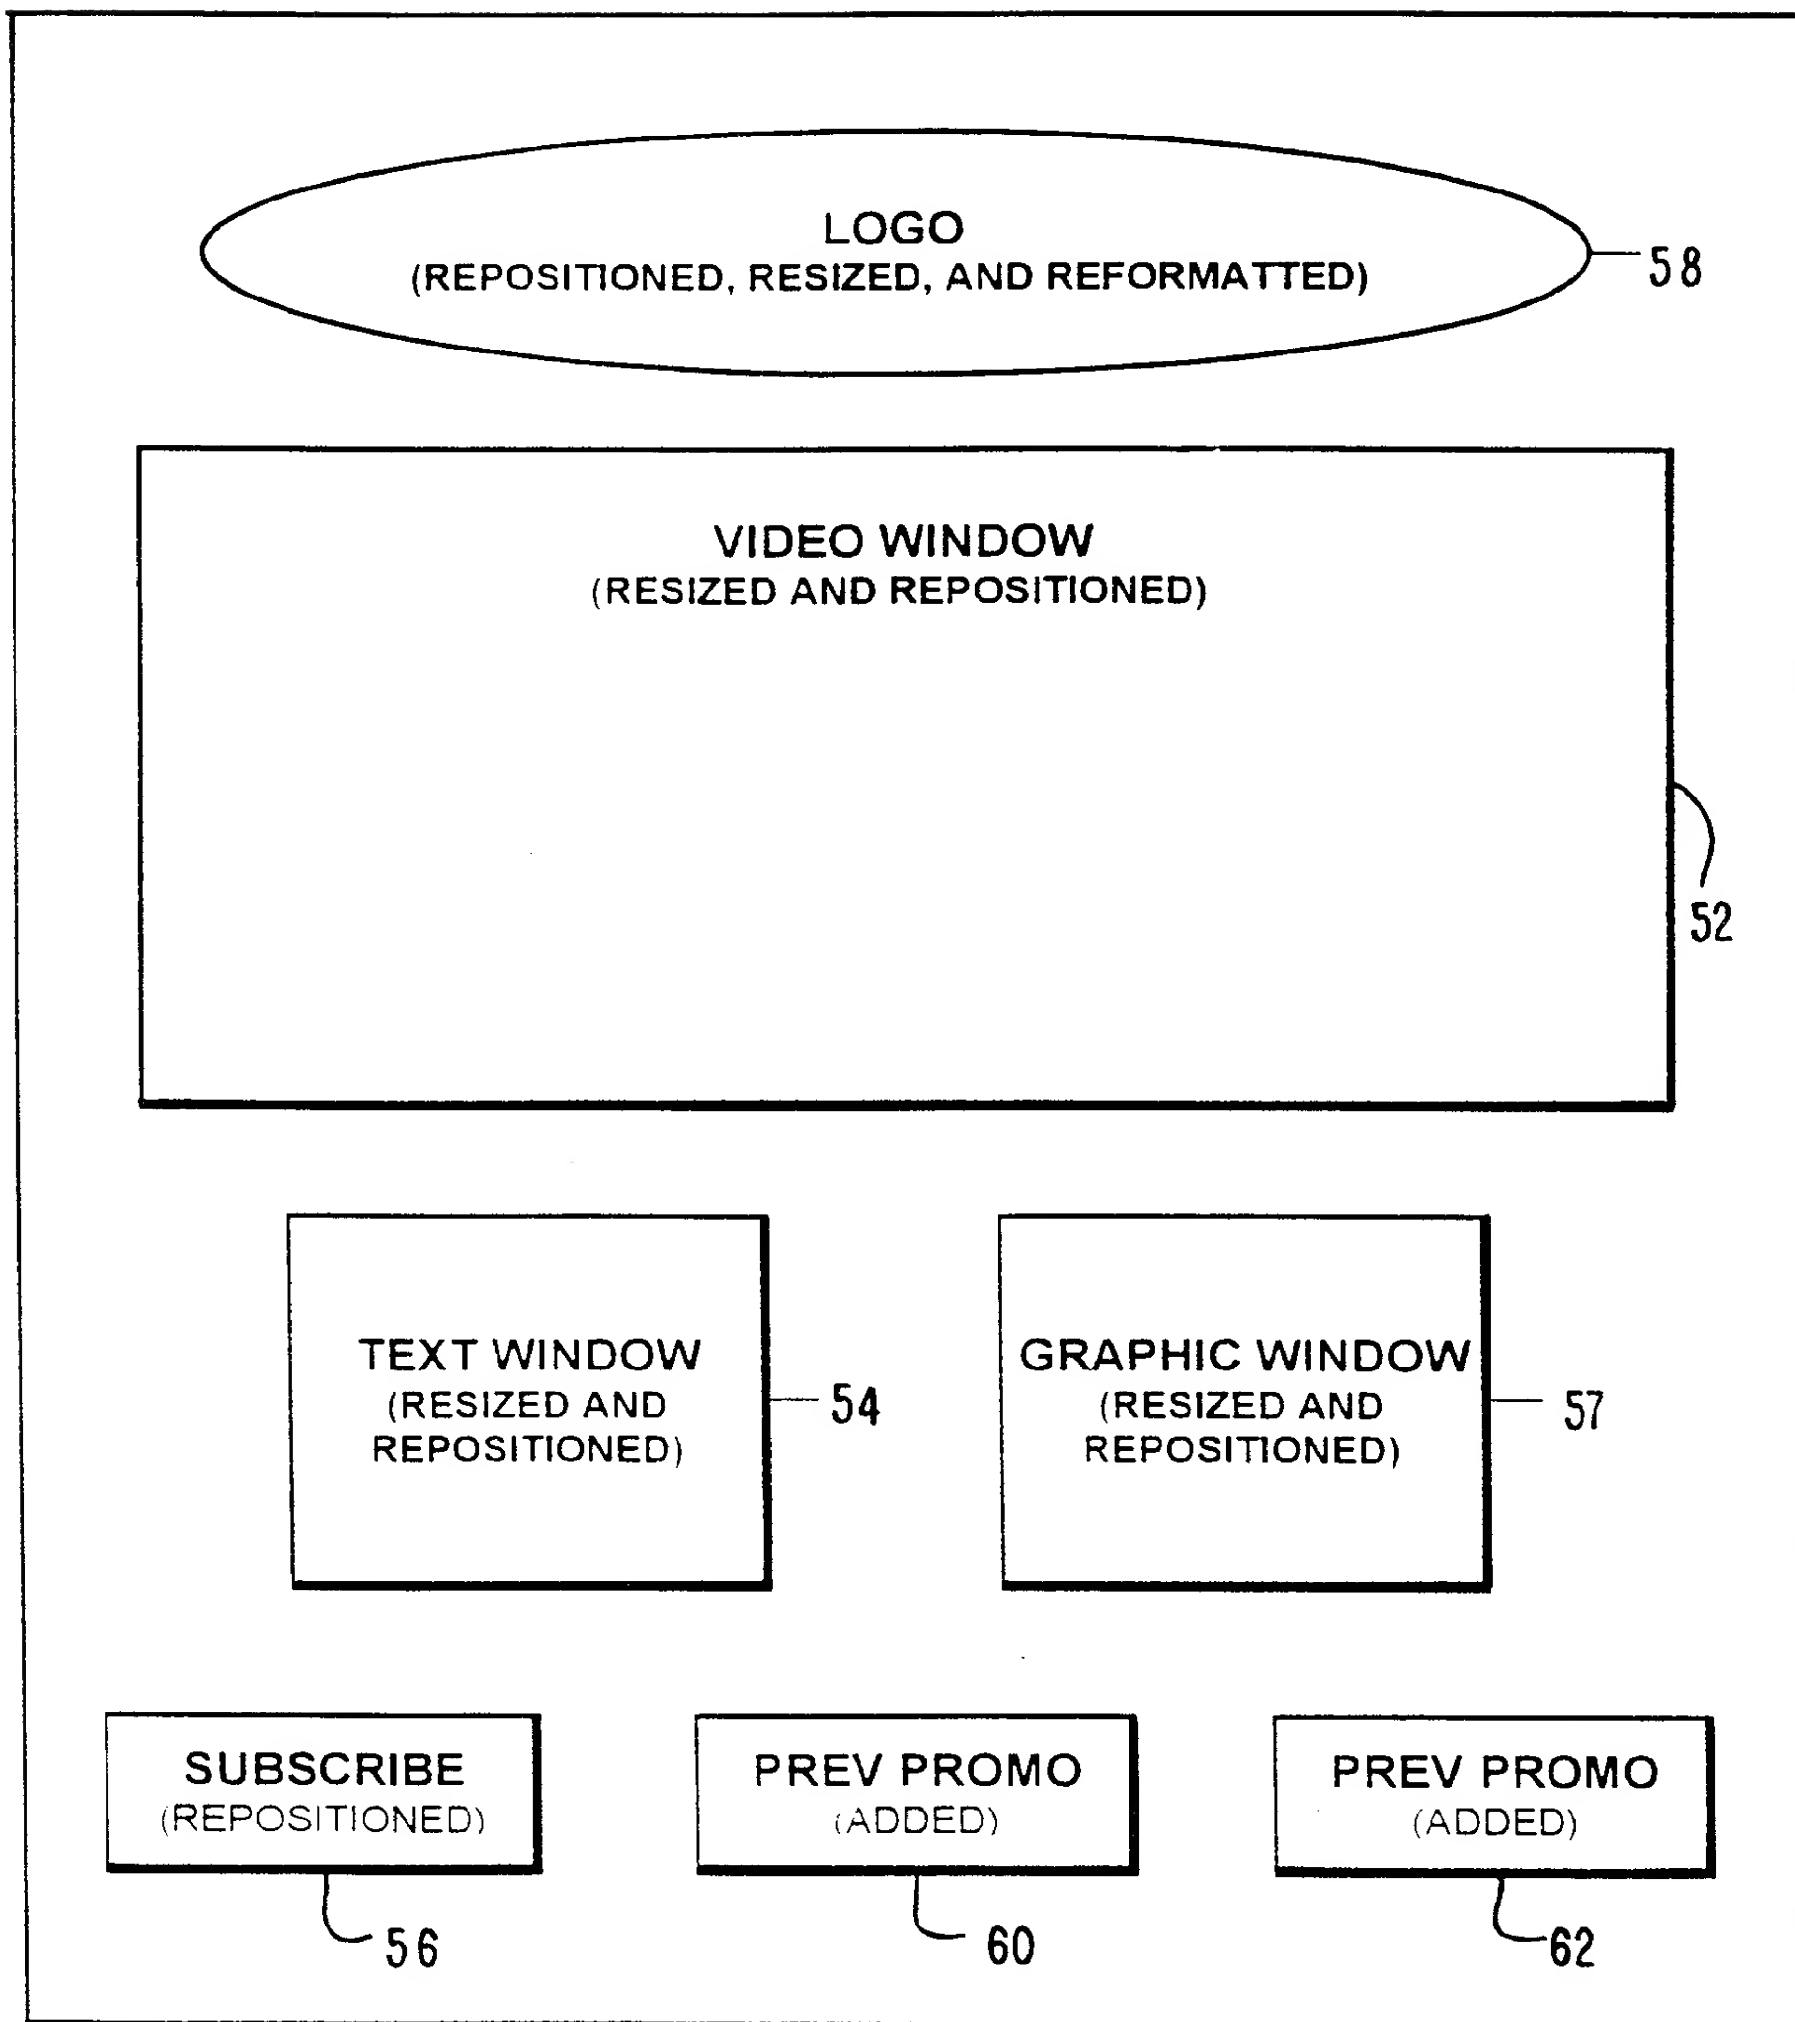 LOGO
(REPOSITIONED, RESIZED, AND REFORMATTED)
58
VIDEO WINDOW
(RESIZED AND REPOSITIONED)
52
TEXT WINDOW
(RESIZED AND
REPOSITIONED)
54
GRAPHIC WINDOW
(RESIZED AND
REPOSITIONED)
57
SUBSCRIBE
(REPOSITIONED)
56
PREV PROMO
(ADDED)
60
PREV PROMO
(ADDED)
62